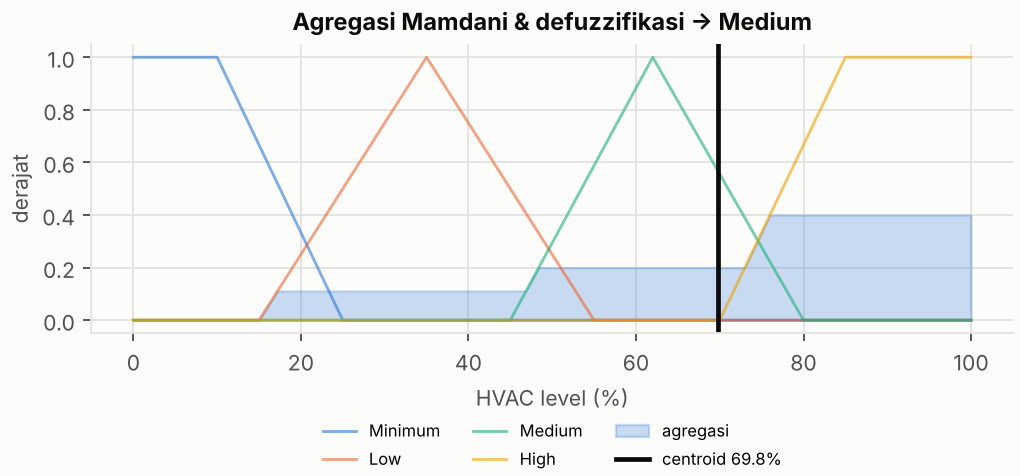 Agregasi Mamdani & defuzzifikasi → Medium
derajat
1.0
0.8
0.6
0.4
0.2
0.0
0 20 40 60 80 100
HVAC level (%)
Minimum Medium agregasi
Low High centroid 69.8%